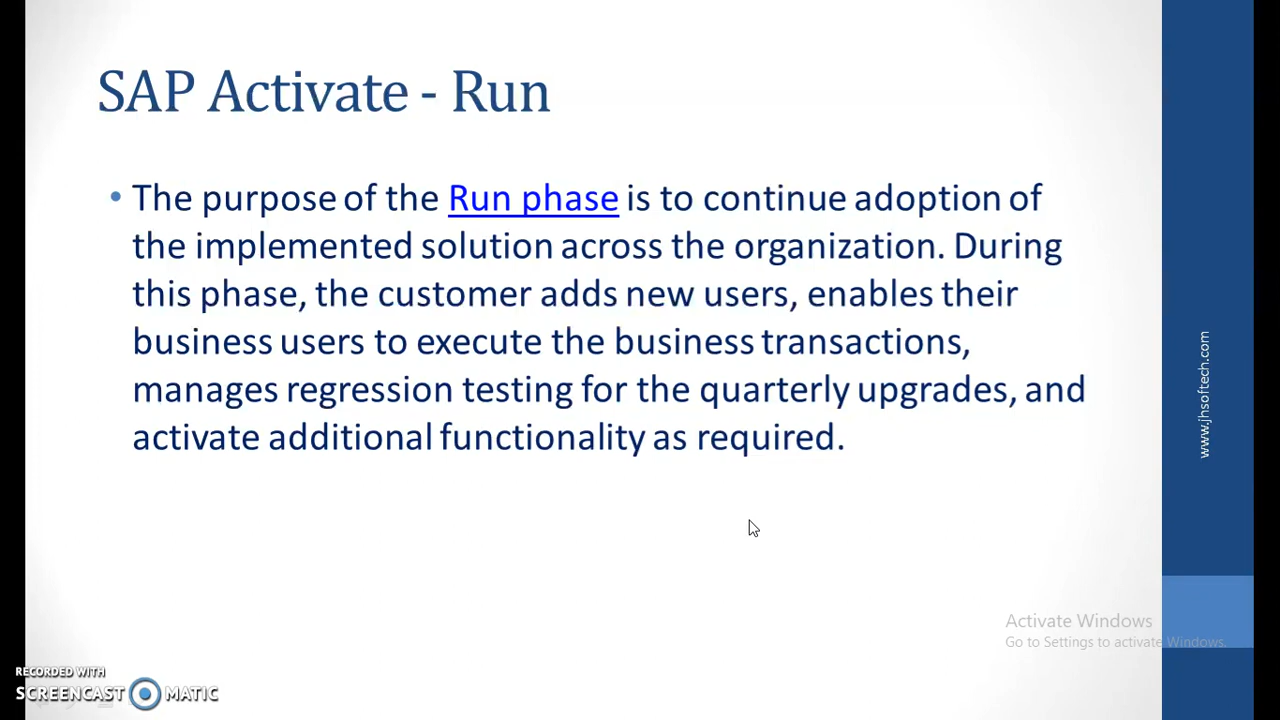 SAP Activate - Run
• The purpose of the Run phase is to continue adoption of
the implemented solution across the organization. During
this phase, the customer adds new users, enables their
business users to execute the business transactions,
manages regression testing for the quarterly upgrades, and
activate additional functionality as required.
www.jhsoftech.com
Activate Windows
Go to Settings to activate Windows.
RECORDED WITH
SCREENCAST MATIC